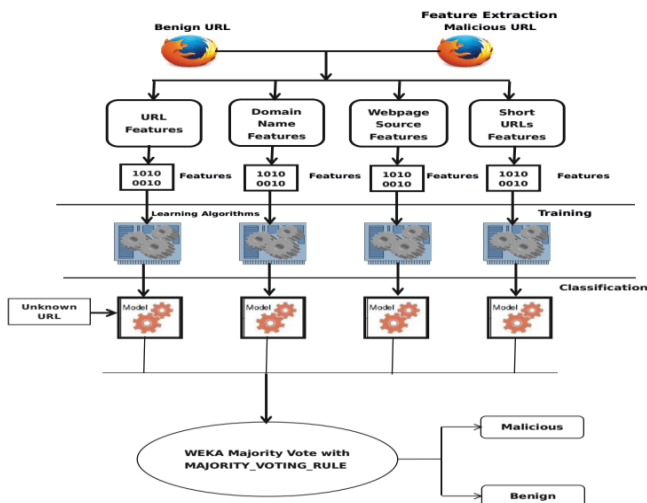 Feature Extraction
Benign URL
Malicious URL
URL
Features
Domain
Name
Features
Webpage
Source
Features
Short
URLs
Features
1010
0010
Features
1010
0010
Features
1010
0010
Features
1010
0010
Features
Learning Algorithms
Training
Classification
Unknown
URL
Model
Model
Model
Model
WEKA Majority Vote with
MAJORITY_VOTING_RULE
Malicious
Benign